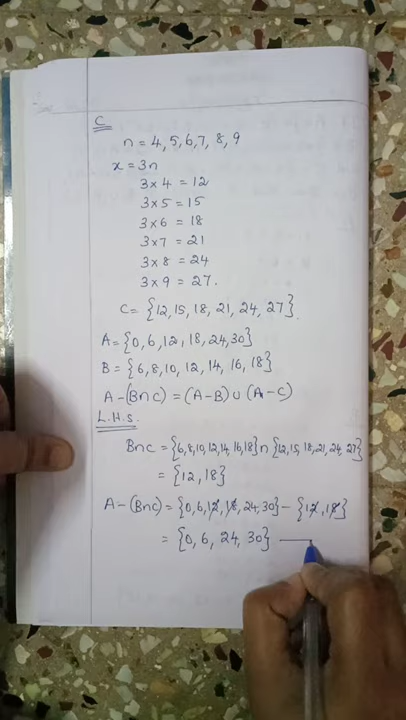 C
n = 4, 5, 6, 7, 8, 9
x = 3n
3 × 4 = 12
3 × 5 = 15
3 × 6 = 18
3 × 7 = 21
3 × 8 = 24
3 × 9 = 27.
C = {12, 15, 18, 21, 24, 27}.
A = {0, 6, 12, 18, 24, 30}
B = {6, 8, 10, 12, 14, 16, 18}
A - (B∩C) = (A - B) ∪ (A - C)
L.H.S.
B∩C = {6, 8, 10, 12, 14, 16, 18} ∩ {12, 15, 18, 21, 24, 27}
= {12, 18}
A - (B∩C) = {0, 6, 12, 18, 24, 30} - {12, 18}
= {0, 6, 24, 30} —